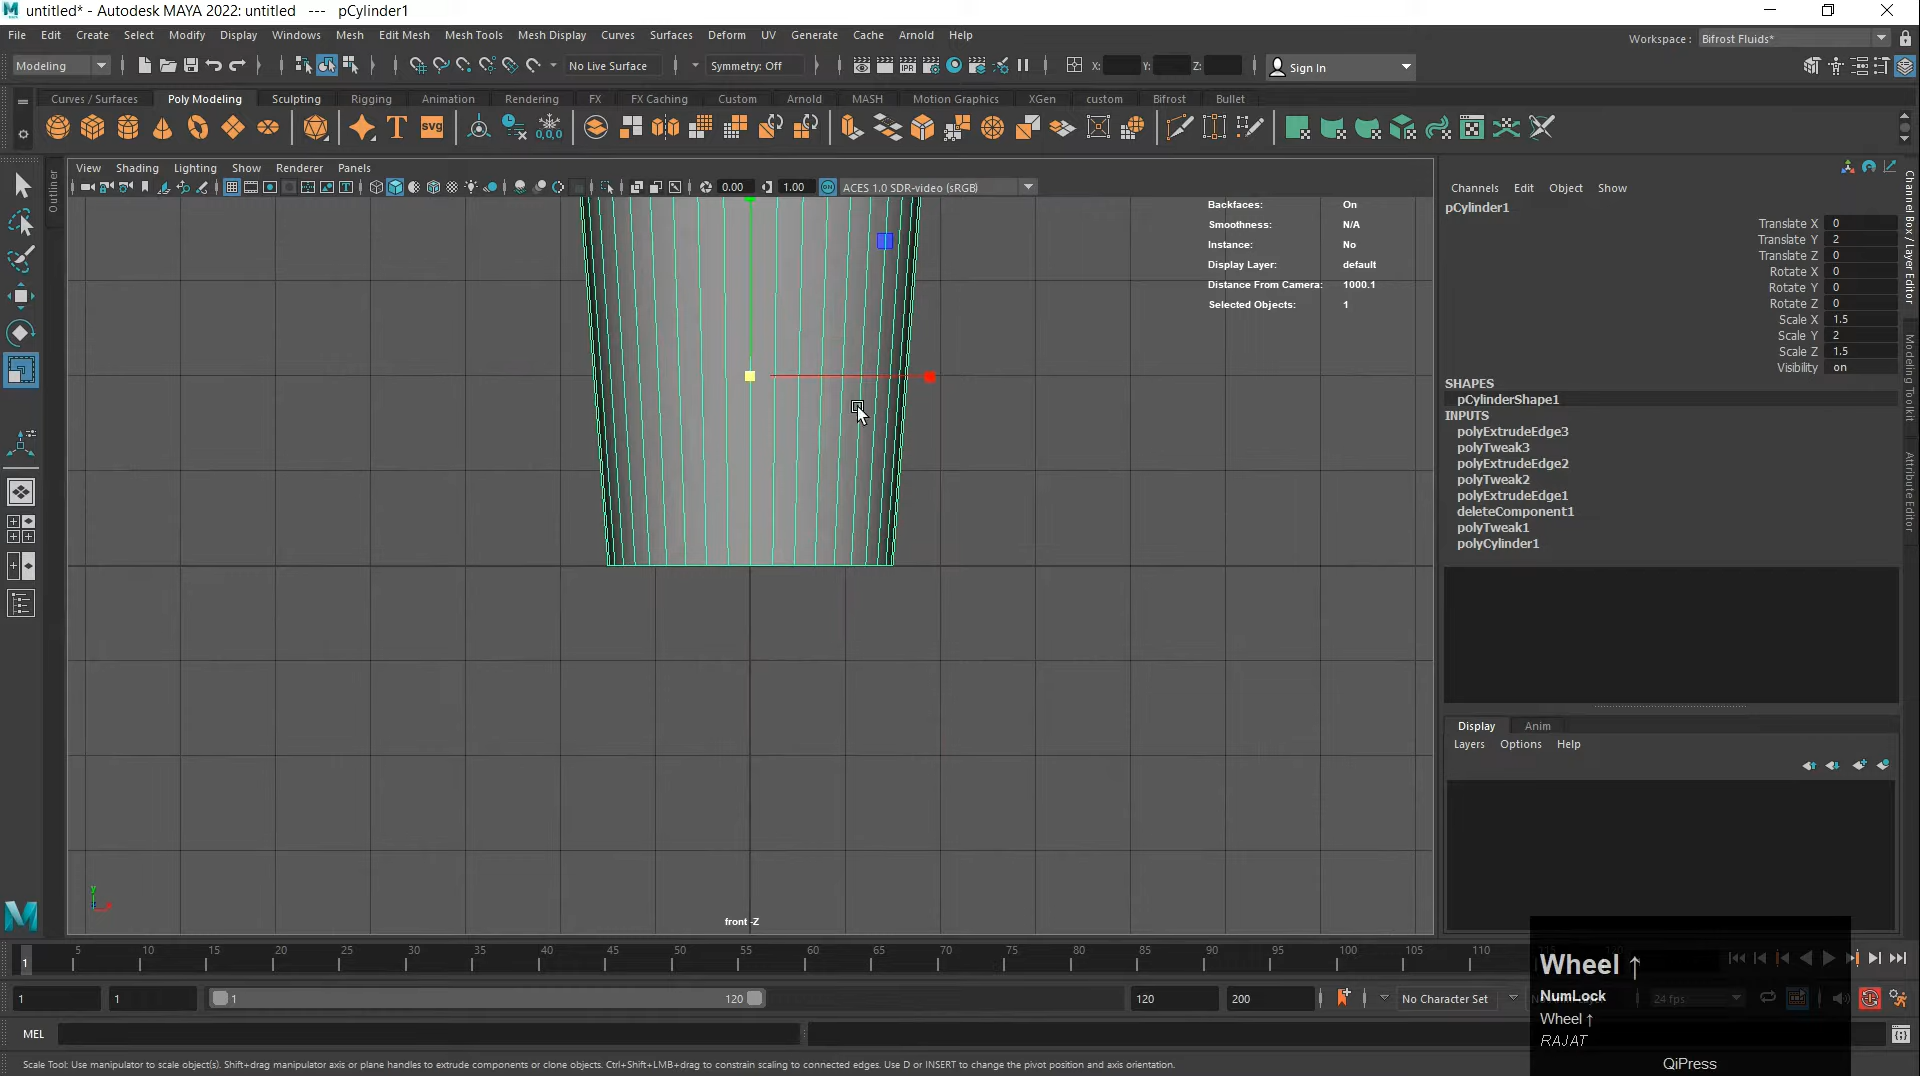 untitled* - Autodesk MAYA 2022: untitled --- pCylinder1
File Edit Create Select Modify Display Windows Mesh Edit Mesh Mesh Tools Mesh Display Curves Surfaces Deform UV Generate Cache Arnold Help
Workspace : Bifrost Fluids*
Modeling No Live Surface Symmetry: Off X: Y: Z: Sign In
Curves / Surfaces Poly Modeling Sculpting Rigging Animation Rendering FX FX Caching Custom Arnold MASH Motion Graphics XGen custom Bifrost Bullet
View Shading Lighting Show Renderer Panels
0.00 1.00 ACES 1.0 SDR-video (sRGB)
Outliner
Backfaces: On
Smoothness: N/A
Instance: No
Display Layer: default
Distance From Camera: 1000.1
Selected Objects: 1
front -Z
Channels Edit Object Show
pCylinder1
Translate X 0
Translate Y 2
Translate Z 0
Rotate X 0
Rotate Y 0
Rotate Z 0
Scale X 1.5
Scale Y 2
Scale Z 1.5
Visibility on
SHAPES
pCylinderShape1
INPUTS
polyExtrudeEdge3
polyTweak3
polyExtrudeEdge2
polyTweak2
polyExtrudeEdge1
deleteComponent1
polyTweak1
polyCylinder1
Channel Box / Layer Editor
Modeling Toolkit
Attribute Editor
Display Anim
Layers Options Help
5 10 15 20 25 30 35 40 45 50 55 60 65 70 75 80 85 90 95 100 105 110
1
1 1 1 120 120 200 No Character Set 24 fps
MEL
Scale Tool: Use manipulator to scale object(s). Shift+drag manipulator axis or plane handles to extrude components or clone objects. Ctrl+Shift+LMB+drag to constrain scaling to connected edges. Use D or INSERT to change the pivot position and axis orientation.
Wheel ↑
NumLock
Wheel ↑
RAJAT
QiPress